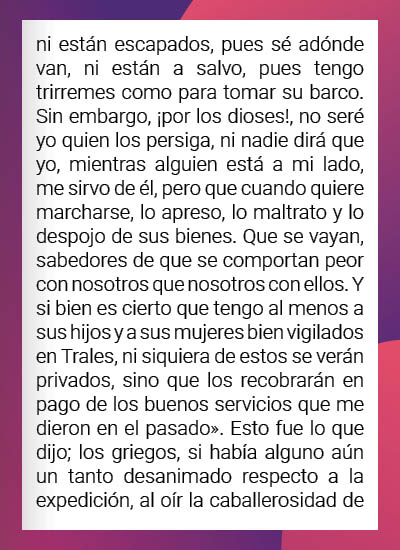 ni están escapados, pues sé adónde
van, ni están a salvo, pues tengo
trirremes como para tomar su barco.
Sin embargo, ¡por los dioses!, no seré
yo quien los persiga, ni nadie dirá que
yo, mientras alguien está a mi lado,
me sirvo de él, pero que cuando quiere
marcharse, lo apreso, lo maltrato y lo
despojo de sus bienes. Que se vayan,
sabedores de que se comportan peor
con nosotros que nosotros con ellos. Y
si bien es cierto que tengo al menos a
sus hijos y a sus mujeres bien vigilados
en Trales, ni siquiera de estos se verán
privados, sino que los recobrarán en
pago de los buenos servicios que me
dieron en el pasado». Esto fue lo que
dijo; los griegos, si había alguno aún
un tanto desanimado respecto a la
expedición, al oír la caballerosidad de